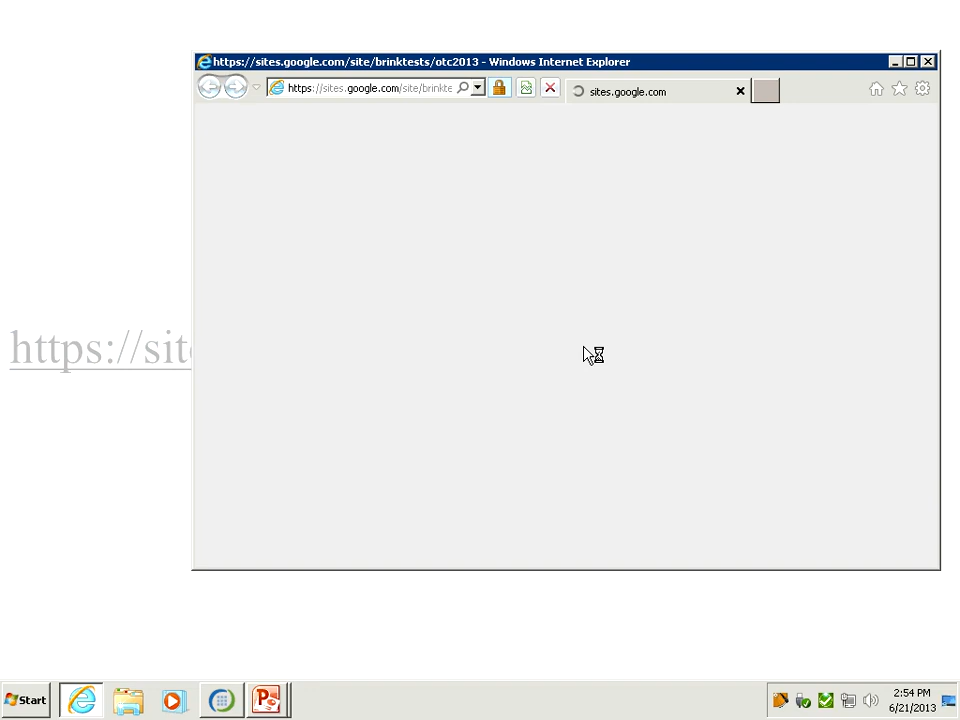 https://sites.google.com/site/brinktests/otc2013 - Windows Internet Explorer
https://sites.google.com/site/brinkte
sites.google.com
https://sit
Start
2:54 PM
6/21/2013